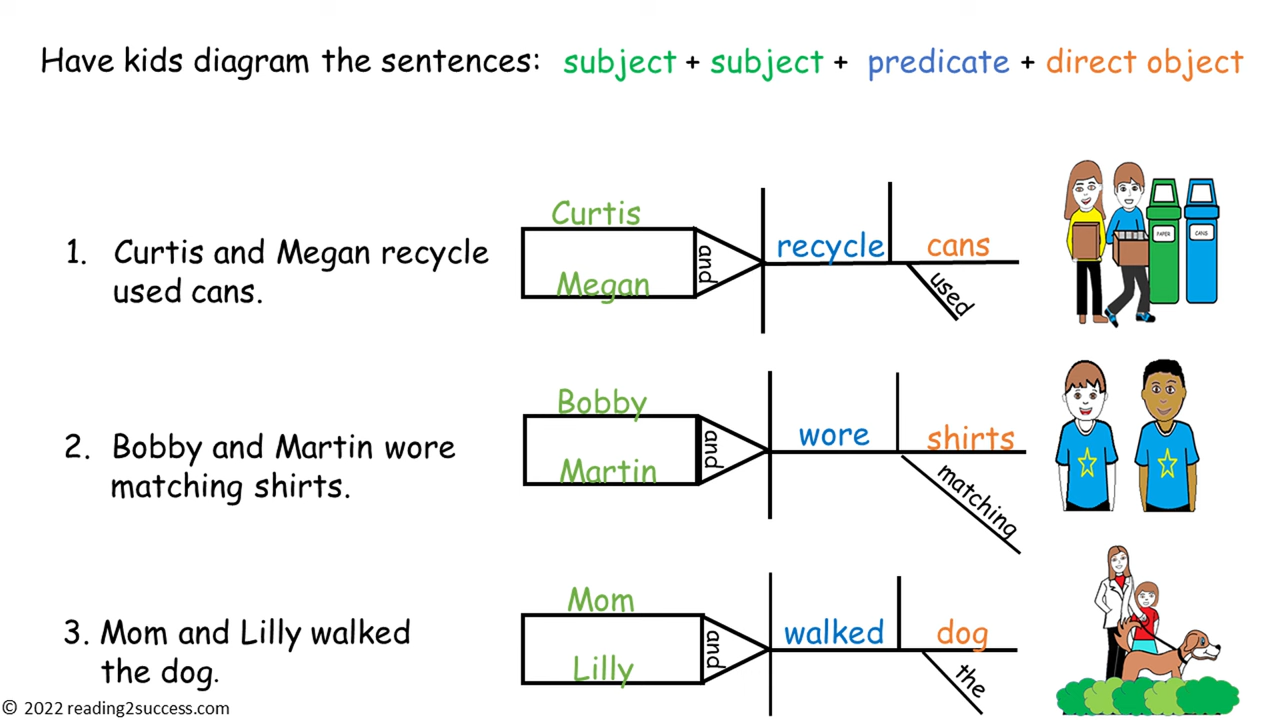 Have kids diagram the sentences: subject + subject + predicate + direct object
1. Curtis and Megan recycle
used cans.
Curtis
Megan
and
recycle
cans
used
PAPER
CANS
2. Bobby and Martin wore
matching shirts.
Bobby
Martin
and
wore
shirts
matching
3. Mom and Lilly walked
the dog.
Mom
Lilly
and
walked
dog
the
© 2022 reading2success.com